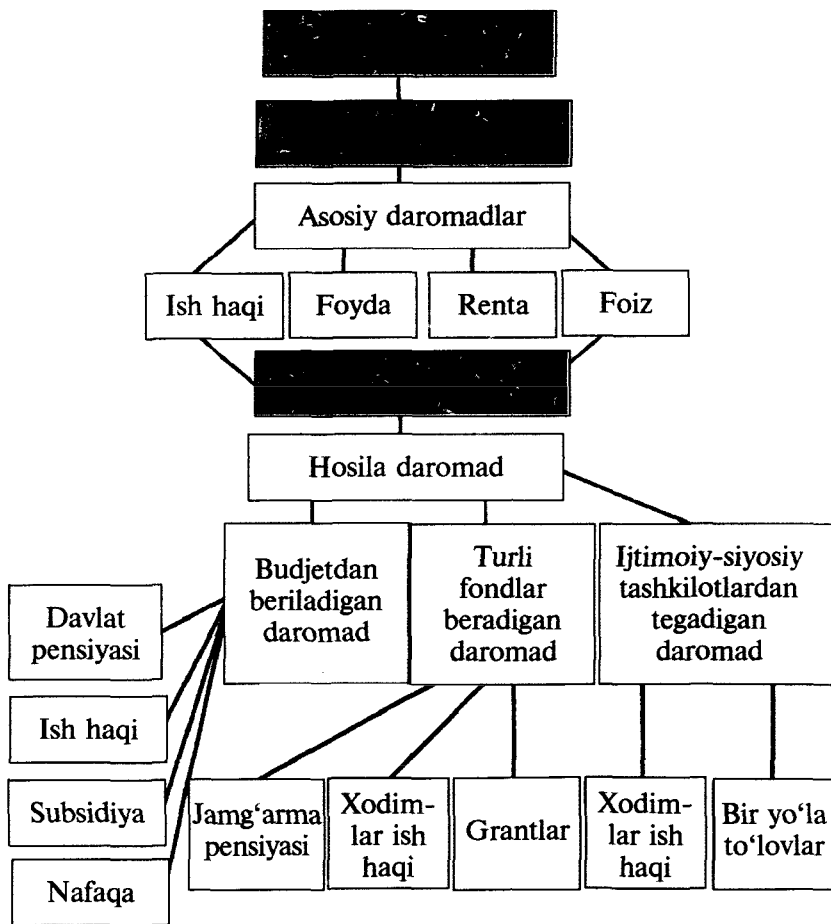 Asosiy daromadlar
Ish haqi
Foyda
Renta
Foiz
Hosila daromad
Budjetdan
beriladigan
daromad
Turli
fondlar
beradigan
daromad
Ijtimoiy-siyosiy
tashkilotlardan
tegadigan
daromad
Davlat
pensiyasi
Ish haqi
Subsidiya
Nafaqa
Jamg‘arma
pensiyasi
Xodim-
lar ish
haqi
Grantlar
Xodim-
lar ish
haqi
Bir yo‘la
to‘lovlar